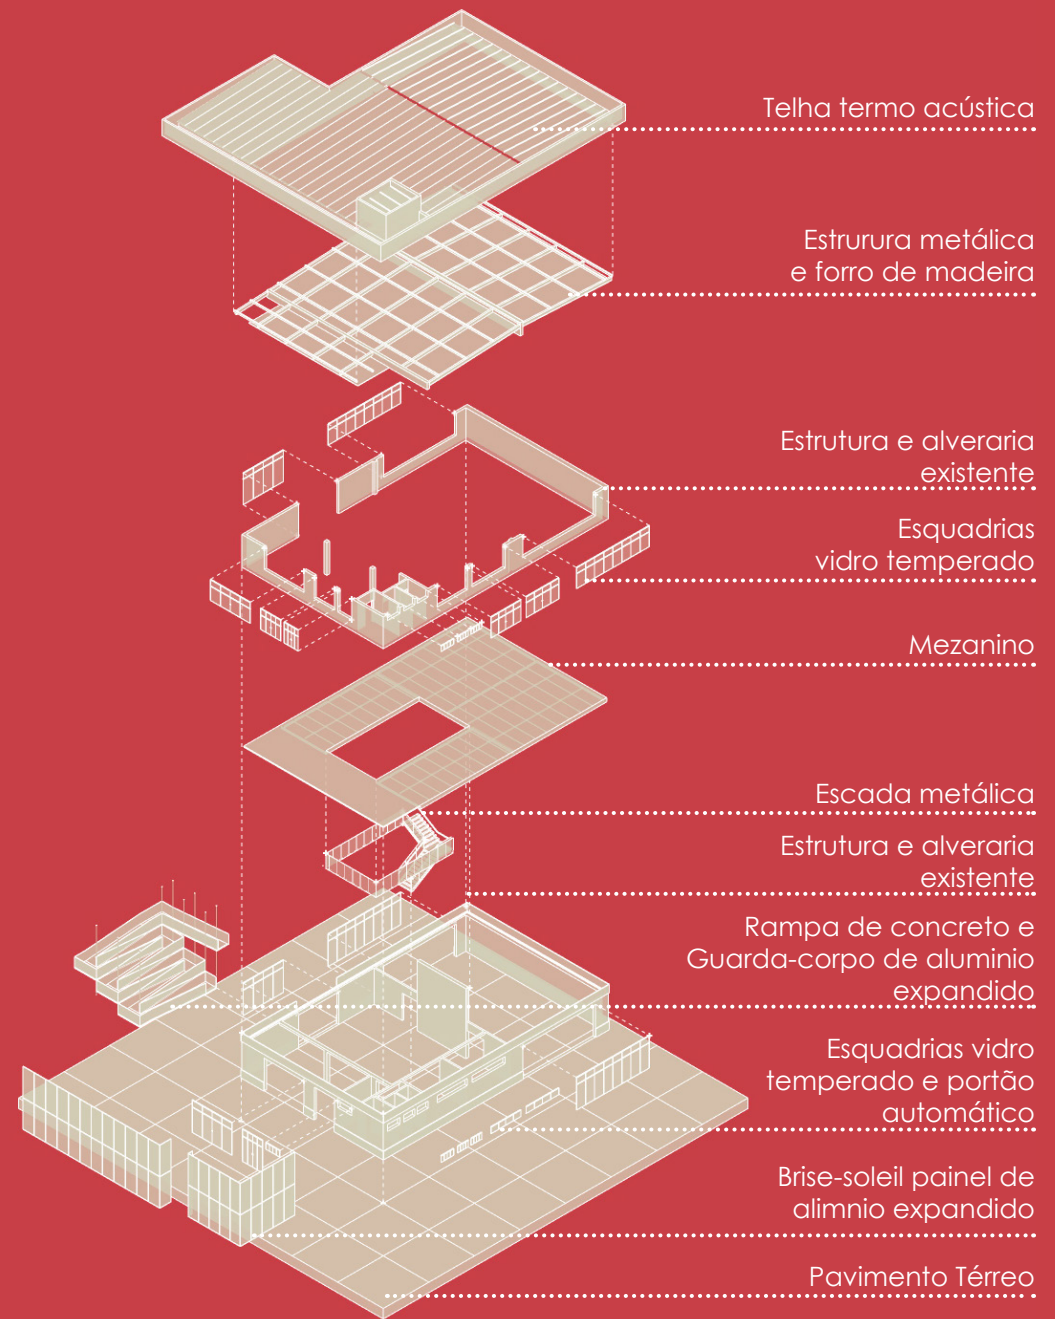 Telha termo acústica
Estrurura metálica
e forro de madeira
Estrutura e alveraria
existente
Esquadrias
vidro temperado
Mezanino
Escada metálica
Estrutura e alveraria
existente
Rampa de concreto e
Guarda-corpo de aluminio
expandido
Esquadrias vidro
temperado e portão
automático
Brise-soleil painel de
alimnio expandido
Pavimento Térreo